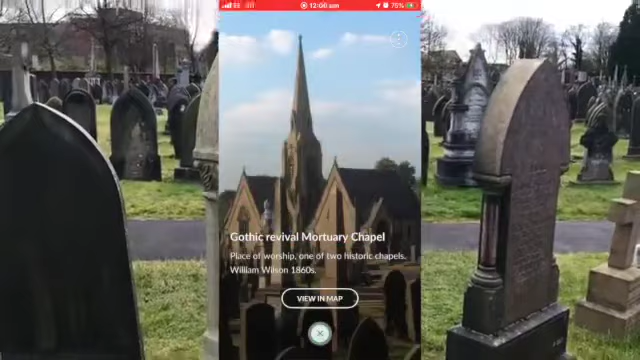 12:00 am
75%
Gothic revival Mortuary Chapel
Place of worship, one of two historic chapels.
William Wilson 1860s.
VIEW IN MAP